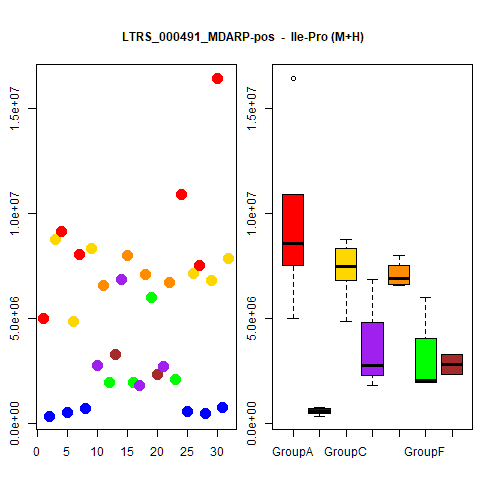 LTRS_000491_MDARP-pos - Ile-Pro (M+H)
1.5e+07
1.0e+07
5.0e+06
0.0e+00
0 5 10 15 20 25 30
1.5e+07
1.0e+07
5.0e+06
0.0e+00
GroupA GroupC GroupF